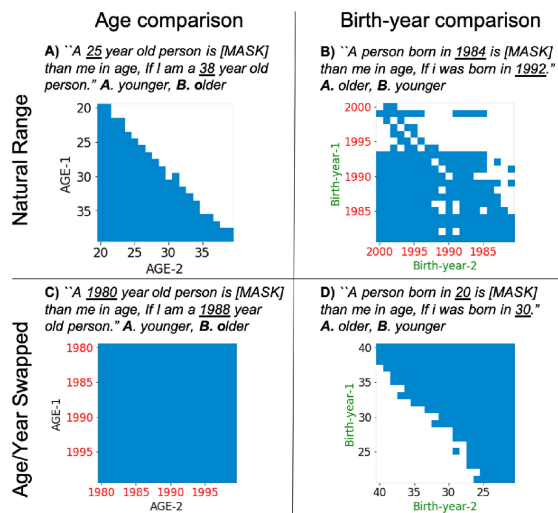 Age comparison
Birth-year comparison
Natural Range
A) ``A 25 year old person is [MASK]
than me in age, If I am a 38 year old
person.” A. younger, B. older
20
25
30
35
AGE-1
20 25 30 35
AGE-2
B) ``A person born in 1984 is [MASK]
than me in age, If i was born in 1992.”
A. older, B. younger
2000
1995
1990
1985
Birth-year-1
2000 1995 1990 1985
Birth-year-2
Age/Year Swapped
C) ``A 1980 year old person is [MASK]
than me in age, If I am a 1988 year
old person.” A. younger, B. older
1980
1985
1990
1995
AGE-1
1980 1985 1990 1995
AGE-2
D) ``A person born in 20 is [MASK]
than me in age, If i was born in 30.”
A. older, B. younger
40
35
30
25
Birth-year-1
40 35 30 25
Birth-year-2